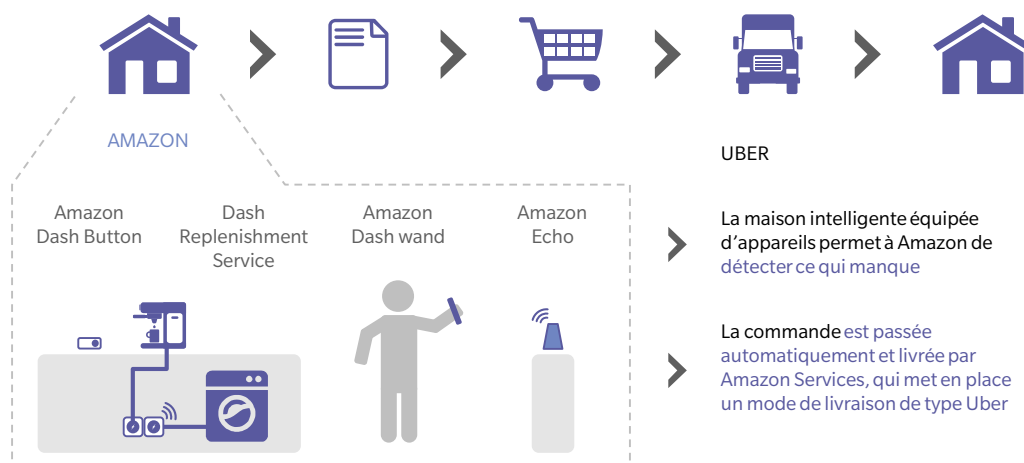 AMAZON
UBER
Amazon
Dash Button
Dash
Replenishment
Service
Amazon
Dash wand
Amazon
Echo
La maison intelligente équipée
d’appareils permet à Amazon de
détecter ce qui manque
La commande est passée
automatiquement et livrée par
Amazon Services, qui met en place
un mode de livraison de type Uber